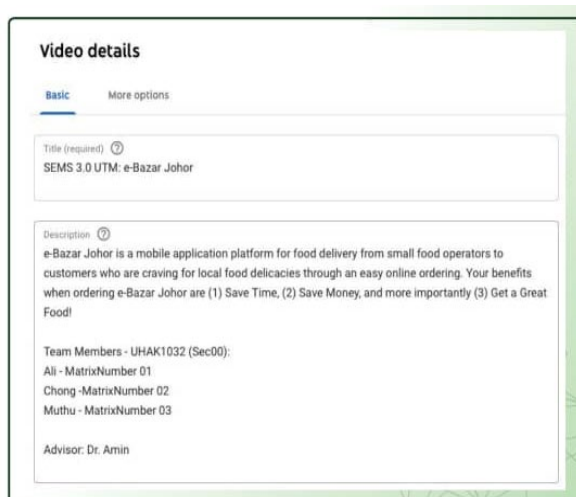 Video details
Basic More options
Title (required) ?
SEMS 3.0 UTM: e-Bazar Johor
Description ?
e-Bazar Johor is a mobile application platform for food delivery from small food operators to
customers who are craving for local food delicacies through an easy online ordering. Your benefits
when ordering e-Bazar Johor are (1) Save Time, (2) Save Money, and more importantly (3) Get a Great
Food!
Team Members - UHAK1032 (Sec00):
Ali - MatrixNumber 01
Chong -MatrixNumber 02
Muthu - MatrixNumber 03
Advisor: Dr. Amin